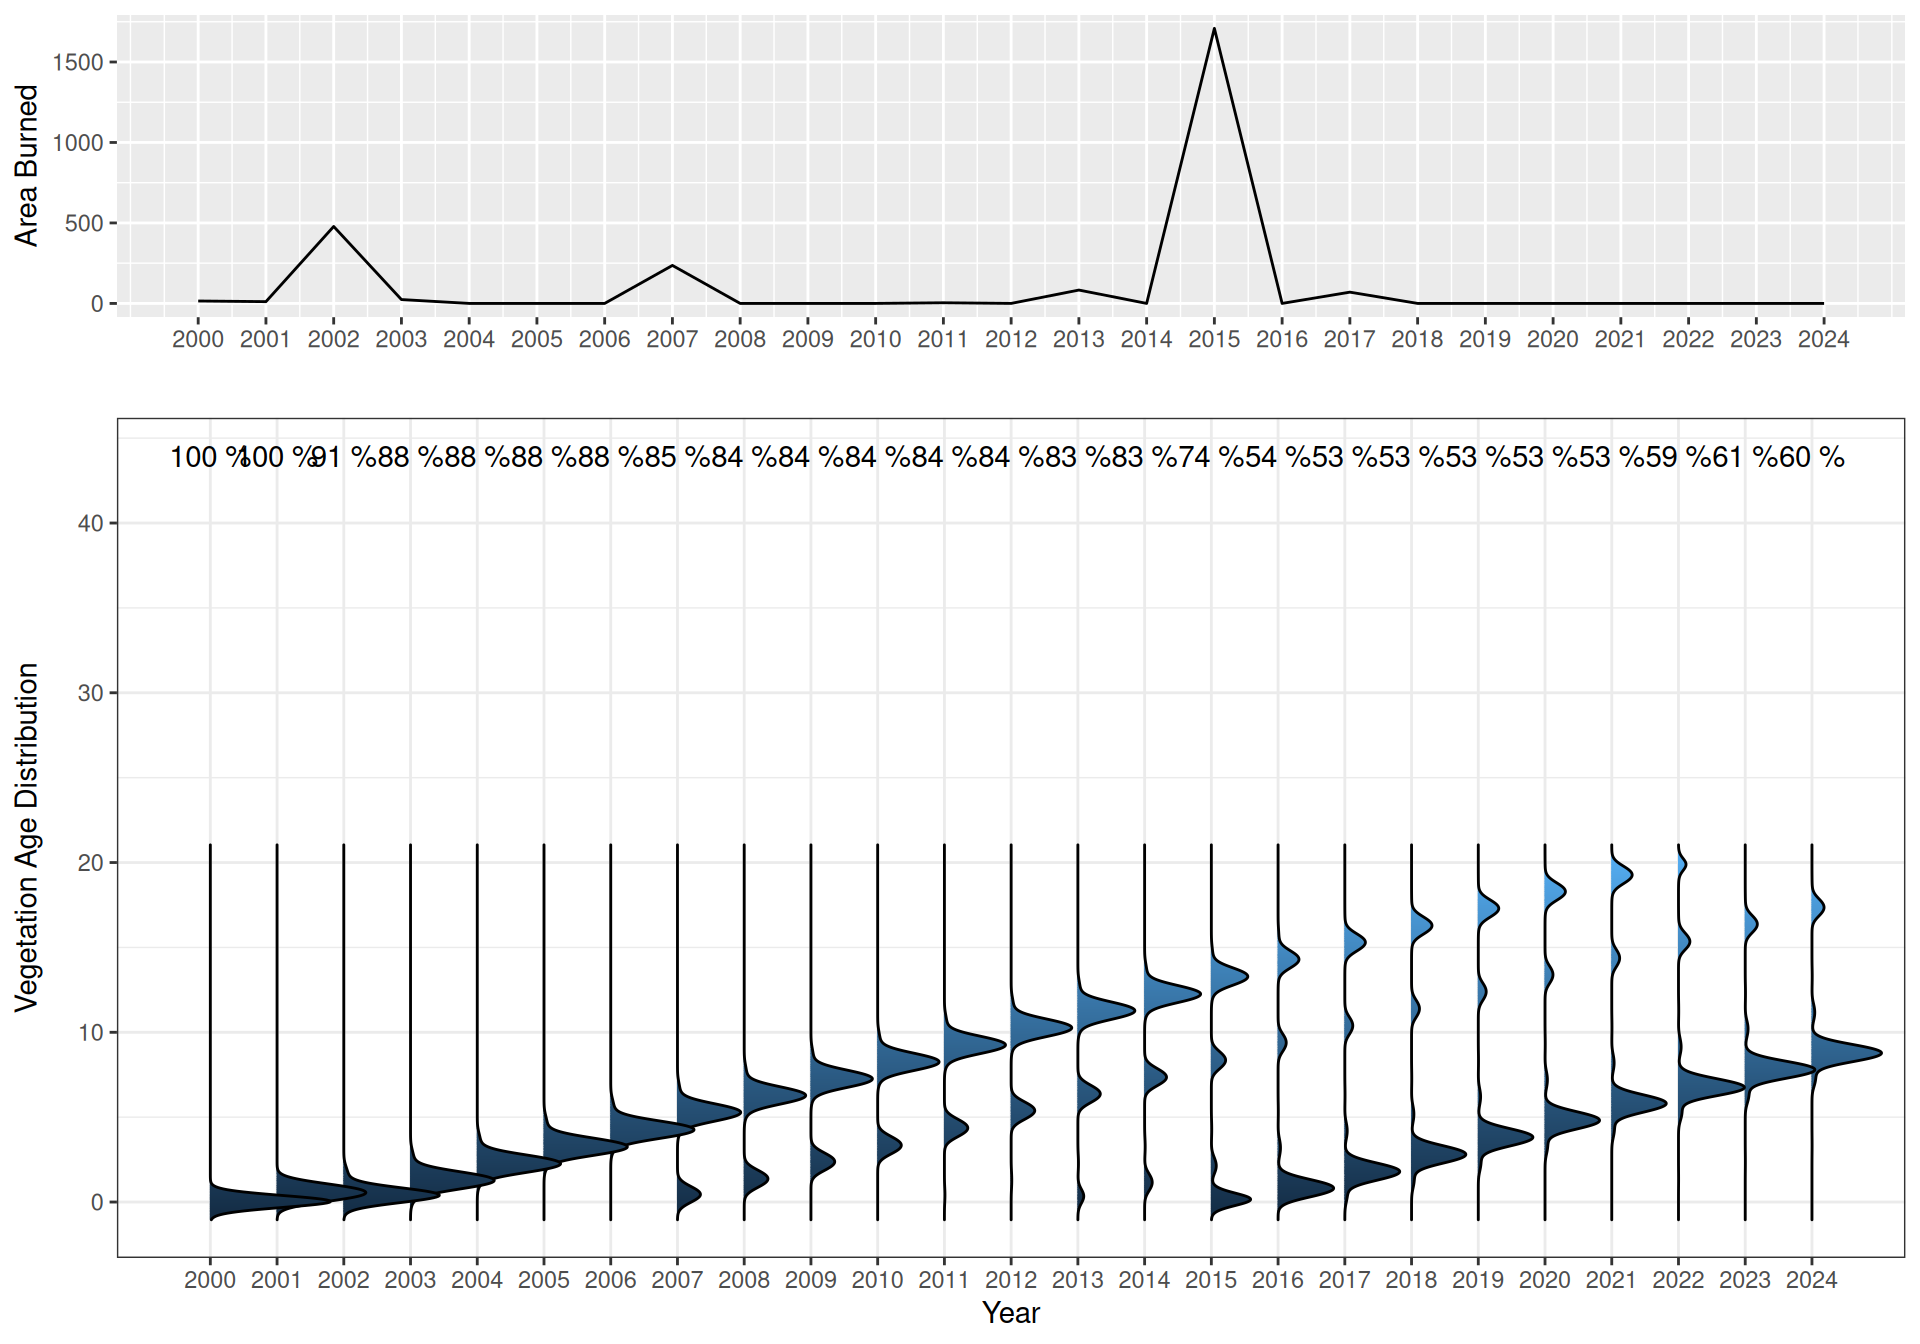 Area Burned
1500
1000
500
0
2000 2001 2002 2003 2004 2005 2006 2007 2008 2009 2010 2011 2012 2013 2014 2015 2016 2017 2018 2019 2020 2021 2022 2023 2024
100 % 100 % 91 % 88 % 88 % 88 % 88 % 85 % 84 % 84 % 84 % 84 % 84 % 83 % 83 % 74 % 54 % 53 % 53 % 53 % 53 % 53 % 59 % 61 % 60 %
Vegetation Age Distribution
40
30
20
10
0
2000 2001 2002 2003 2004 2005 2006 2007 2008 2009 2010 2011 2012 2013 2014 2015 2016 2017 2018 2019 2020 2021 2022 2023 2024
Year